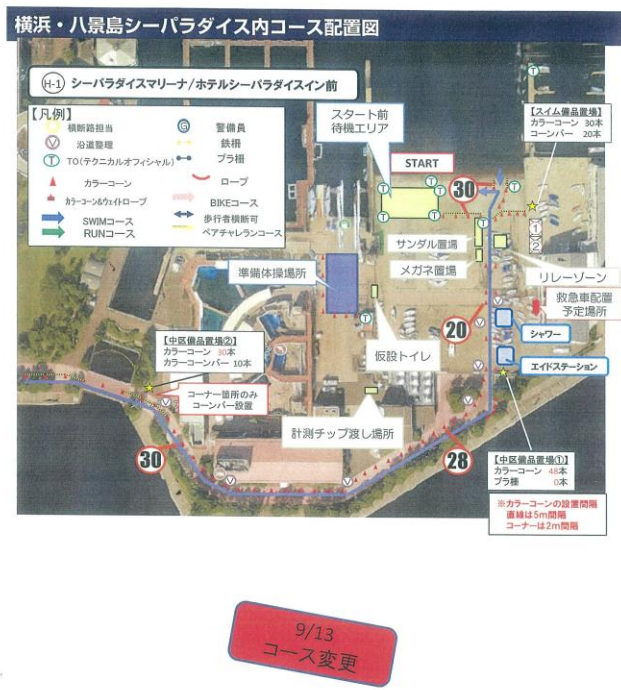 横浜・八景島シーパラダイス内コース配置図
H-1 シーパラダイスマリーナ/ホテルシーパラダイスイン前
【凡例】
横断路担当
V 沿道整理
T TO(テクニカルオフィシャル)
カラーコーン
カラーコーン&ウェイトロープ
SWIMコース
RUNコース
G 警備員
鉄柵
プラ柵
ロープ
BIKEコース
歩行者横断可
ペアチャレランコース
スタート前
待機エリア
START
30
【スイム備品置場】
カラーコーン 30本
コーンバー 20本
1
2
サンダル置場
メガネ置場
リレーゾーン
救急車配置
予定場所
準備体操場所
20
シャワー
エイドステーション
仮設トイレ
【中区備品置場②】
カラーコーン 30本
カラーコーンバー 10本
コーナー箇所のみ
コーンバー設置
計測チップ渡し場所
30
28
【中区備品置場①】
カラーコーン 48本
プラ柵 0本
※カラーコーンの設置間隔
直線は5m間隔
コーナーは2m間隔
9/13
コース変更